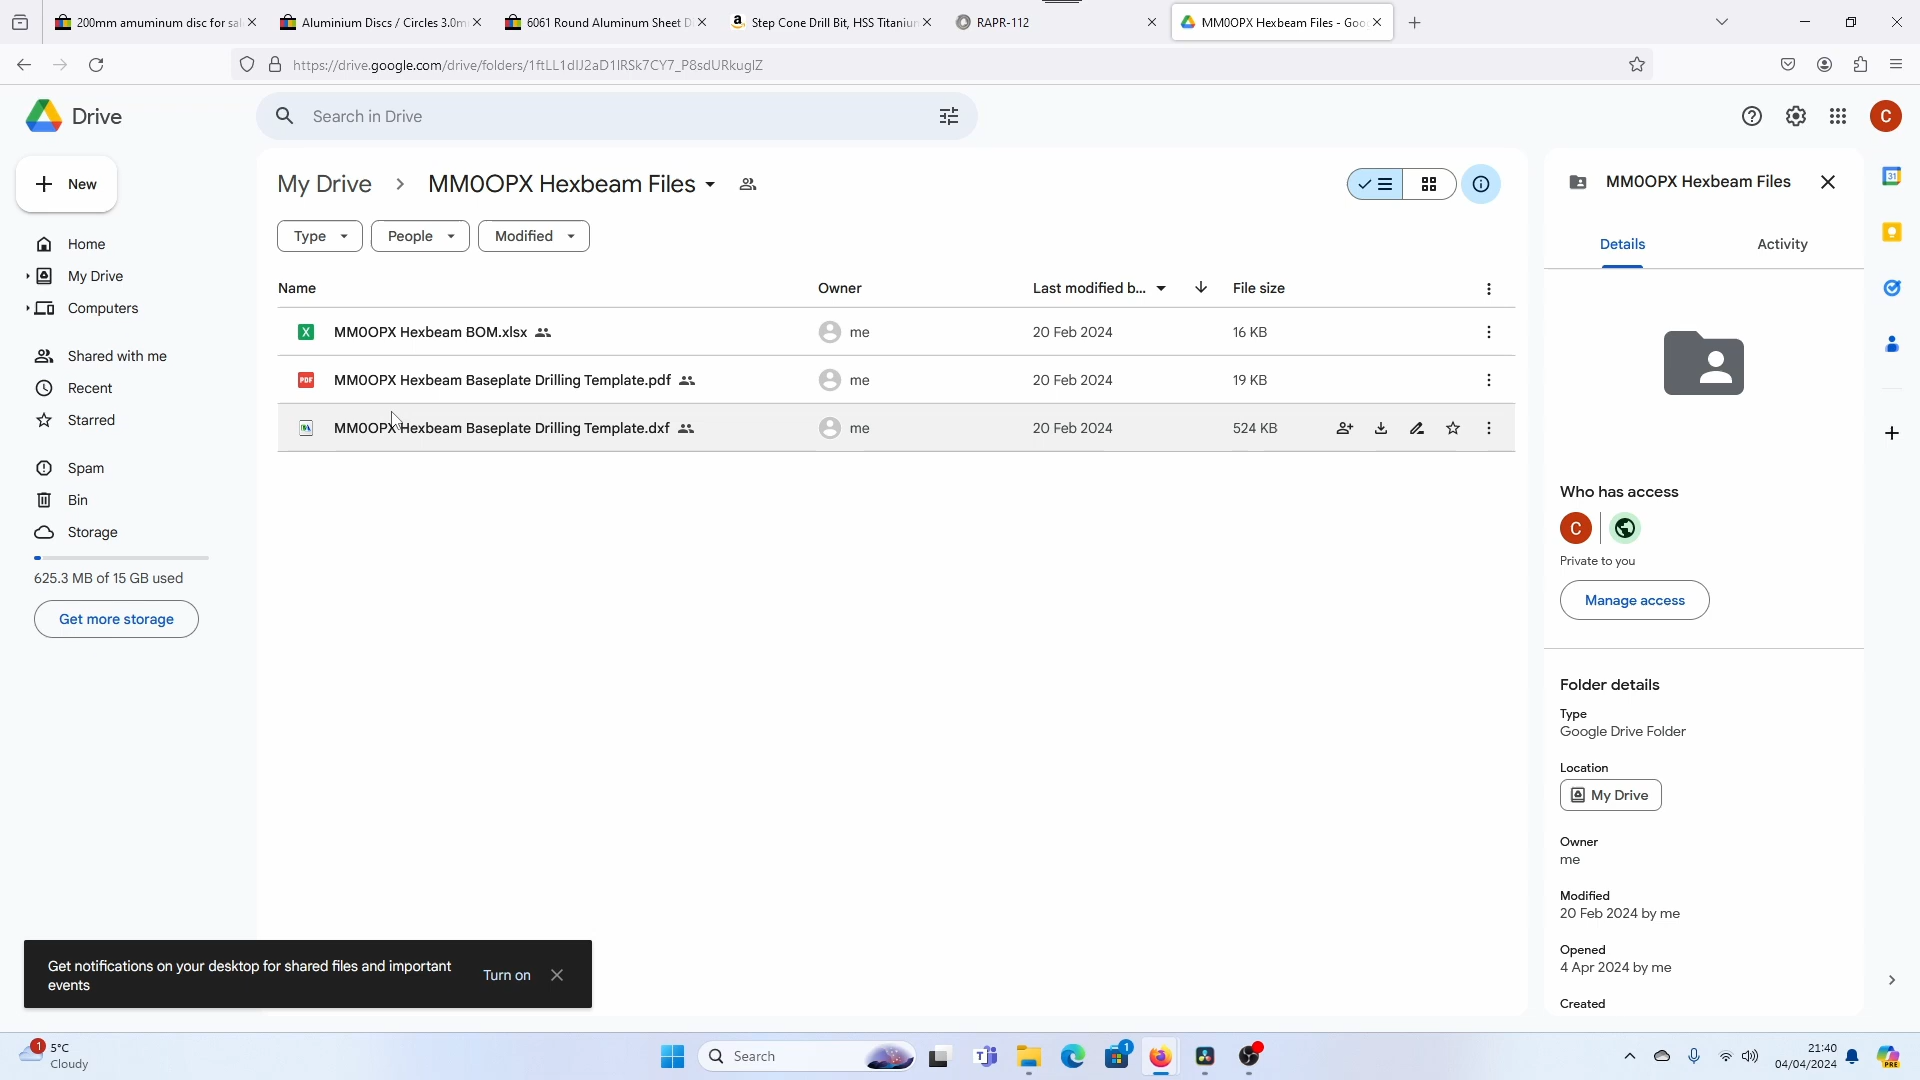 200mm amuminum disc for sal
Aluminium Discs / Circles 3.0m
6061 Round Aluminum Sheet D
Step Cone Drill Bit, HSS Titaniun
RAPR-112
MM0OPX Hexbeam Files - Goo
https://drive.google.com/drive/folders/1ftLL1dIJ2aD1IRSk7CY7_P8sdURkuglZ
Drive
Search in Drive
C
New
My Drive
MM0OPX Hexbeam Files
Type
People
Modified
Home
My Drive
Computers
Shared with me
Recent
Starred
Spam
Bin
Storage
625.3 MB of 15 GB used
Get more storage
Name
Owner
Last modified b...
File size
MM0OPX Hexbeam BOM.xlsx
me
20 Feb 2024
16 KB
MM0OPX Hexbeam Baseplate Drilling Template.pdf
me
20 Feb 2024
19 KB
MM0OPX Hexbeam Baseplate Drilling Template.dxf
me
20 Feb 2024
524 KB
MM0OPX Hexbeam Files
Details
Activity
Who has access
C
Private to you
Manage access
Folder details
Type
Google Drive Folder
Location
My Drive
Owner
me
Modified
20 Feb 2024 by me
Opened
4 Apr 2024 by me
Created
31
Get notifications on your desktop for shared files and important
events
Turn on
1
5°C
Cloudy
Search
1
21:40
04/04/2024
PRE